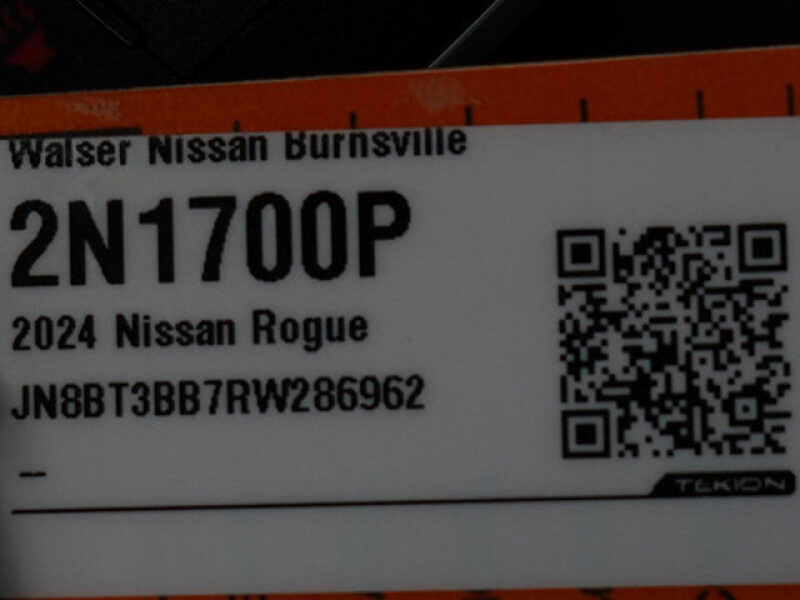 Walser Nissan Burnsville
2N1700P
2024 Nissan Rogue
JN8BT3BB7RW286962
--
TEKION